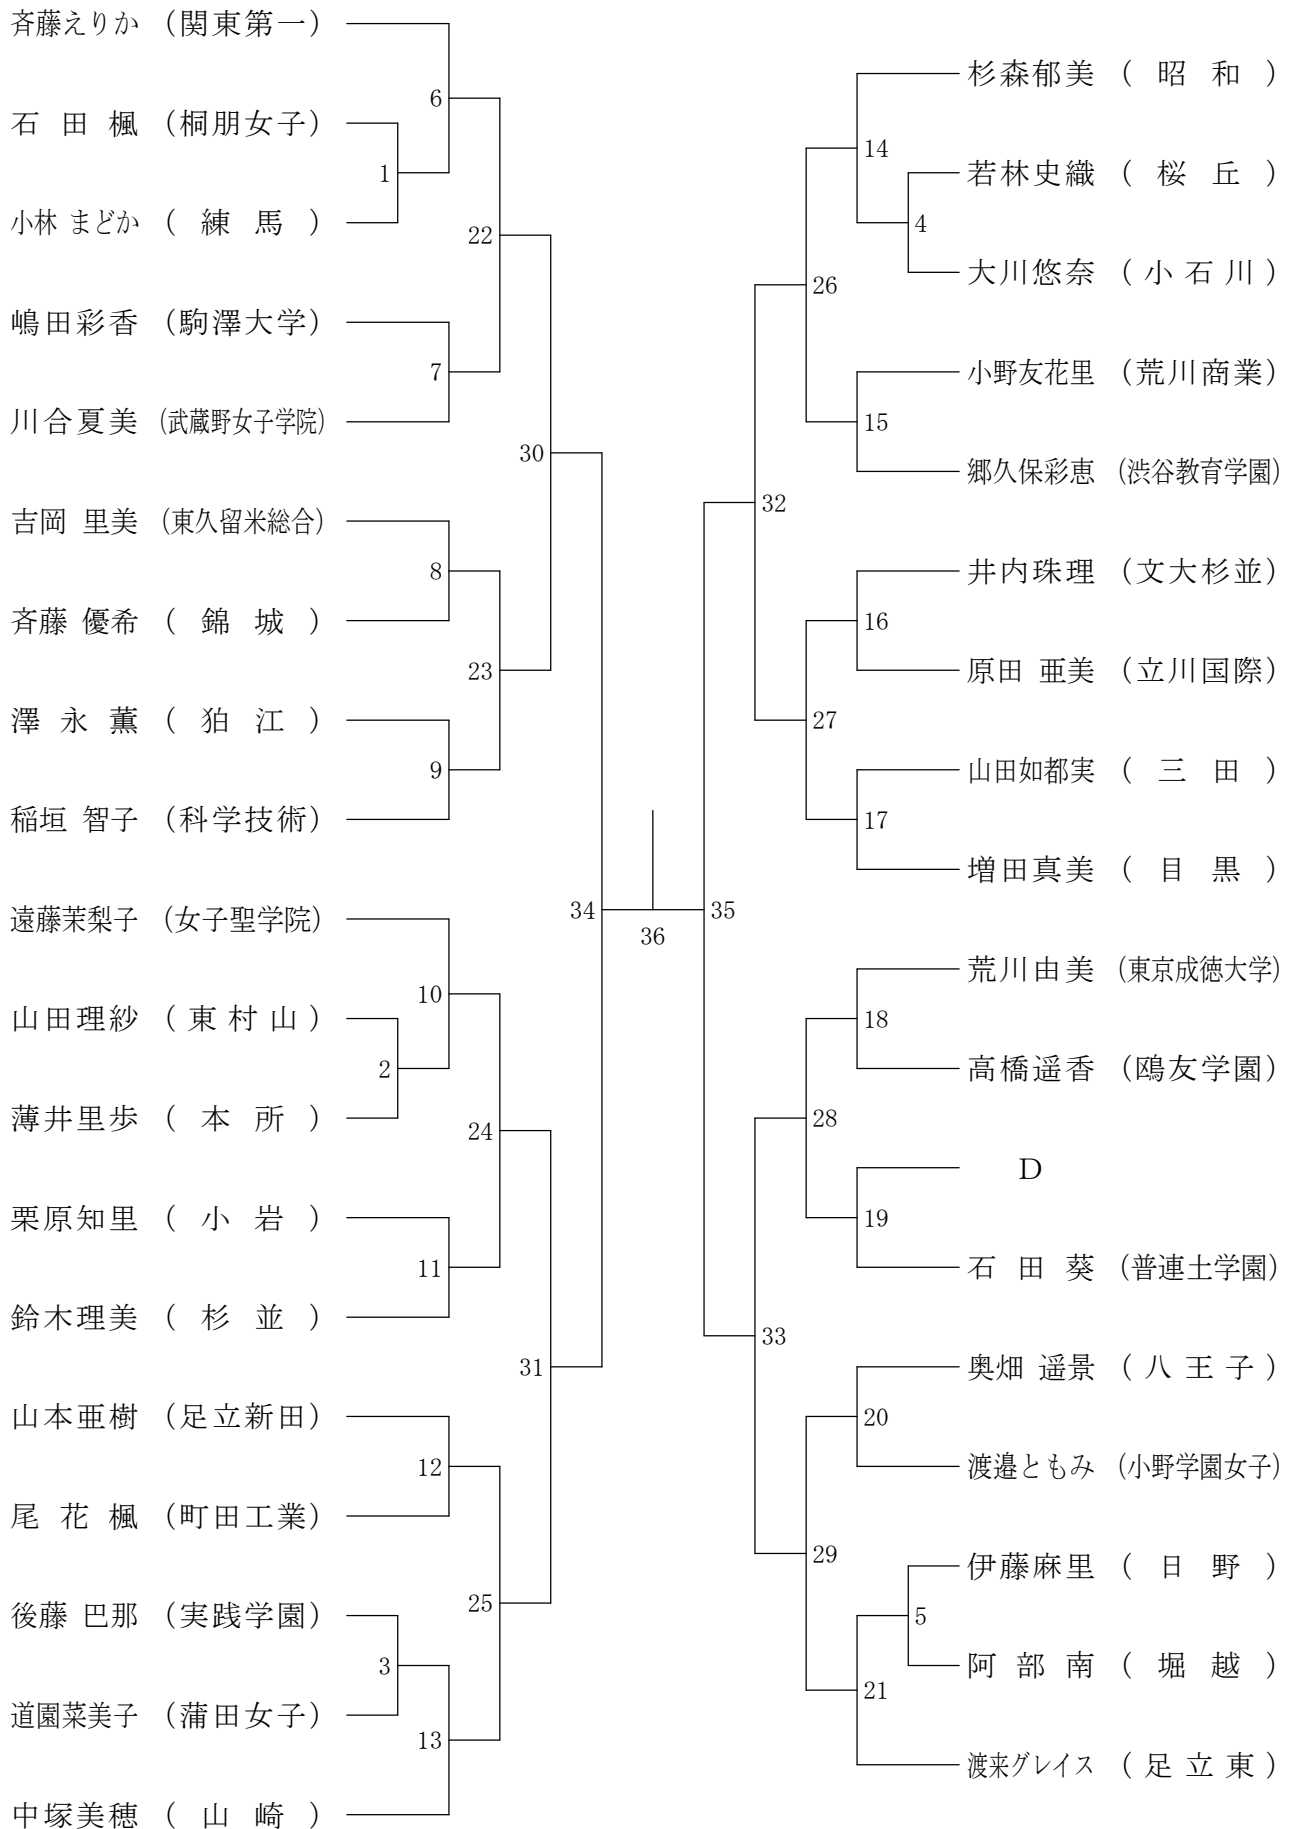 斉藤えりか （関東第一）
6
石田楓 （桐朋女子）
1
小林 まどか （練馬）
22
嶋田彩香 （駒澤大学）
7
川合夏美 （武蔵野女子学院）
30
吉岡 里美 （東久留米総合）
8
斉藤 優希 （錦城）
23
澤永薫 （狛江）
9
稲垣 智子 （科学技術）
34
遠藤茉梨子 （女子聖学院）
10
山田理紗 （東村山）
2
薄井里歩 （本所）
24
栗原知里 （小岩）
11
鈴木理美 （杉並）
31
山本亜樹 （足立新田）
12
尾花楓 （町田工業）
25
後藤 巴那 （実践学園）
3
道園菜美子 （蒲田女子）
13
中塚美穂 （山崎）
36
杉森郁美 （昭和）
14
若林史織 （桜丘）
4
大川悠奈 （小石川）
26
小野友花里 （荒川商業）
15
郷久保彩恵 （渋谷教育学園）
32
井内珠理 （文大杉並）
16
原田 亜美 （立川国際）
27
山田如都実 （三田）
17
増田真美 （目黒）
35
荒川由美 （東京成徳大学）
18
高橋遥香 （鴎友学園）
28
D
19
石田葵 （普連土学園）
33
奥畑 遥景 （八王子）
20
渡邉ともみ （小野学園女子）
29
伊藤麻里 （日野）
5
阿部南 （堀越）
21
渡来グレイス （足立東）